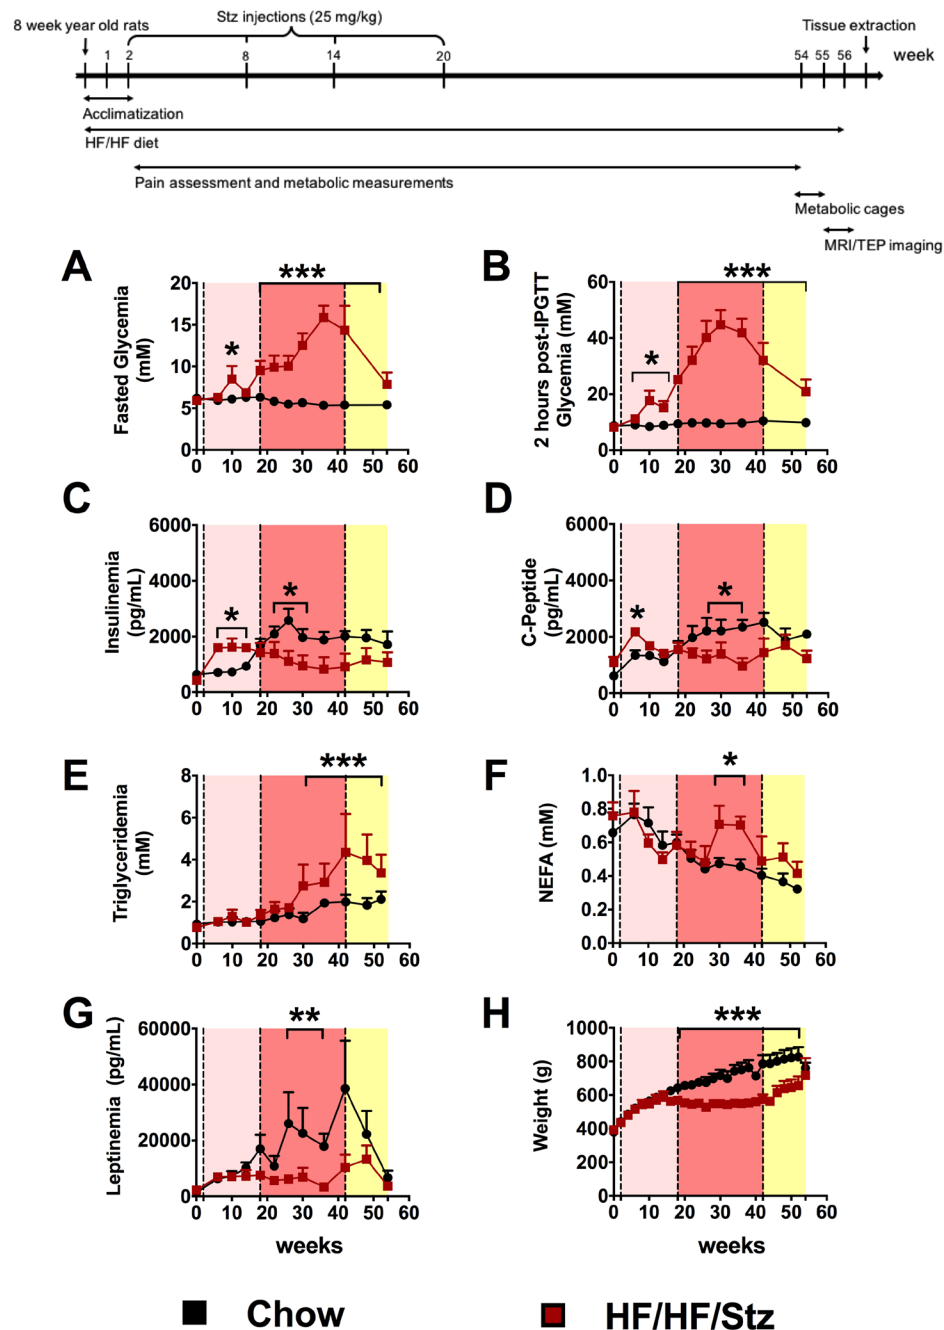 8 week year old rats
Stz injections (25 mg/kg)
Tissue extraction
1 2 8 14 20 54 55 56 week
Acclimatization
HF/HF diet
Pain assessment and metabolic measurements
Metabolic cages
MRI/TEP imaging
A
Fasted Glycemia
(mM)
20
15
10
5
0
*
***
0 10 20 30 40 60
B
2 hours post-IPGTT
Glycemia (mM)
60
40
20
0
*
***
0 10 20 30 40 60
C
Insulinemia
(pg/mL)
6000
4000
2000
0
*
*
0 10 20 30 40 60
D
C-Peptide
(pg/mL)
6000
4000
2000
0
*
*
0 10 20 30 40 60
E
Triglyceridemia
(mM)
8
6
4
2
0
***
0 10 20 30 40 60
F
NEFA (mM)
1.0
0.8
0.6
0.4
0.2
0.0
*
0 10 20 30 40 60
G
Leptinemia (pg/mL)
60000
40000
20000
0
**
0 10 20 30 40 60
weeks
H
Weight (g)
1000
800
600
400
200
0
***
0 10 20 30 40 60
weeks
Chow
HF/HF/Stz